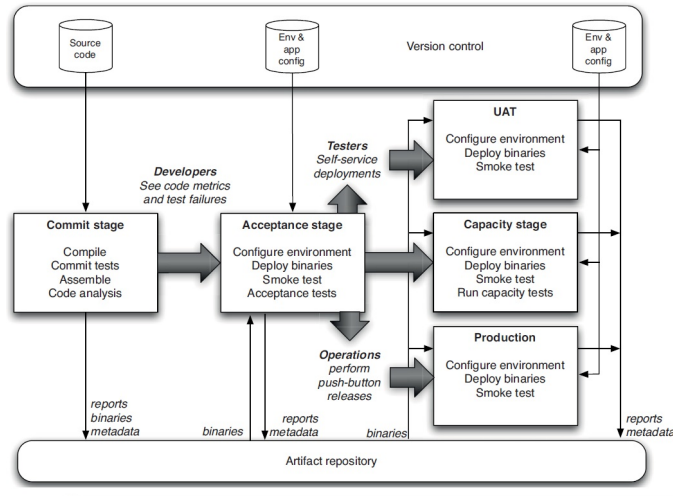 Source
code
Env &
app
config
Version control
Env &
app
config
UAT
Configure environment
Deploy binaries
Smoke test
Testers
Self-service
deployments
Developers
See code metrics
and test failures
Commit stage
Compile
Commit tests
Assemble
Code analysis
Acceptance stage
Configure environment
Deploy binaries
Smoke test
Acceptance tests
Capacity stage
Configure environment
Deploy binaries
Smoke test
Run capacity tests
Operations
perform
push-button
releases
Production
Configure environment
Deploy binaries
Smoke test
reports
binaries
metadata
binaries
reports
metadata
binaries
reports
metadata
Artifact repository